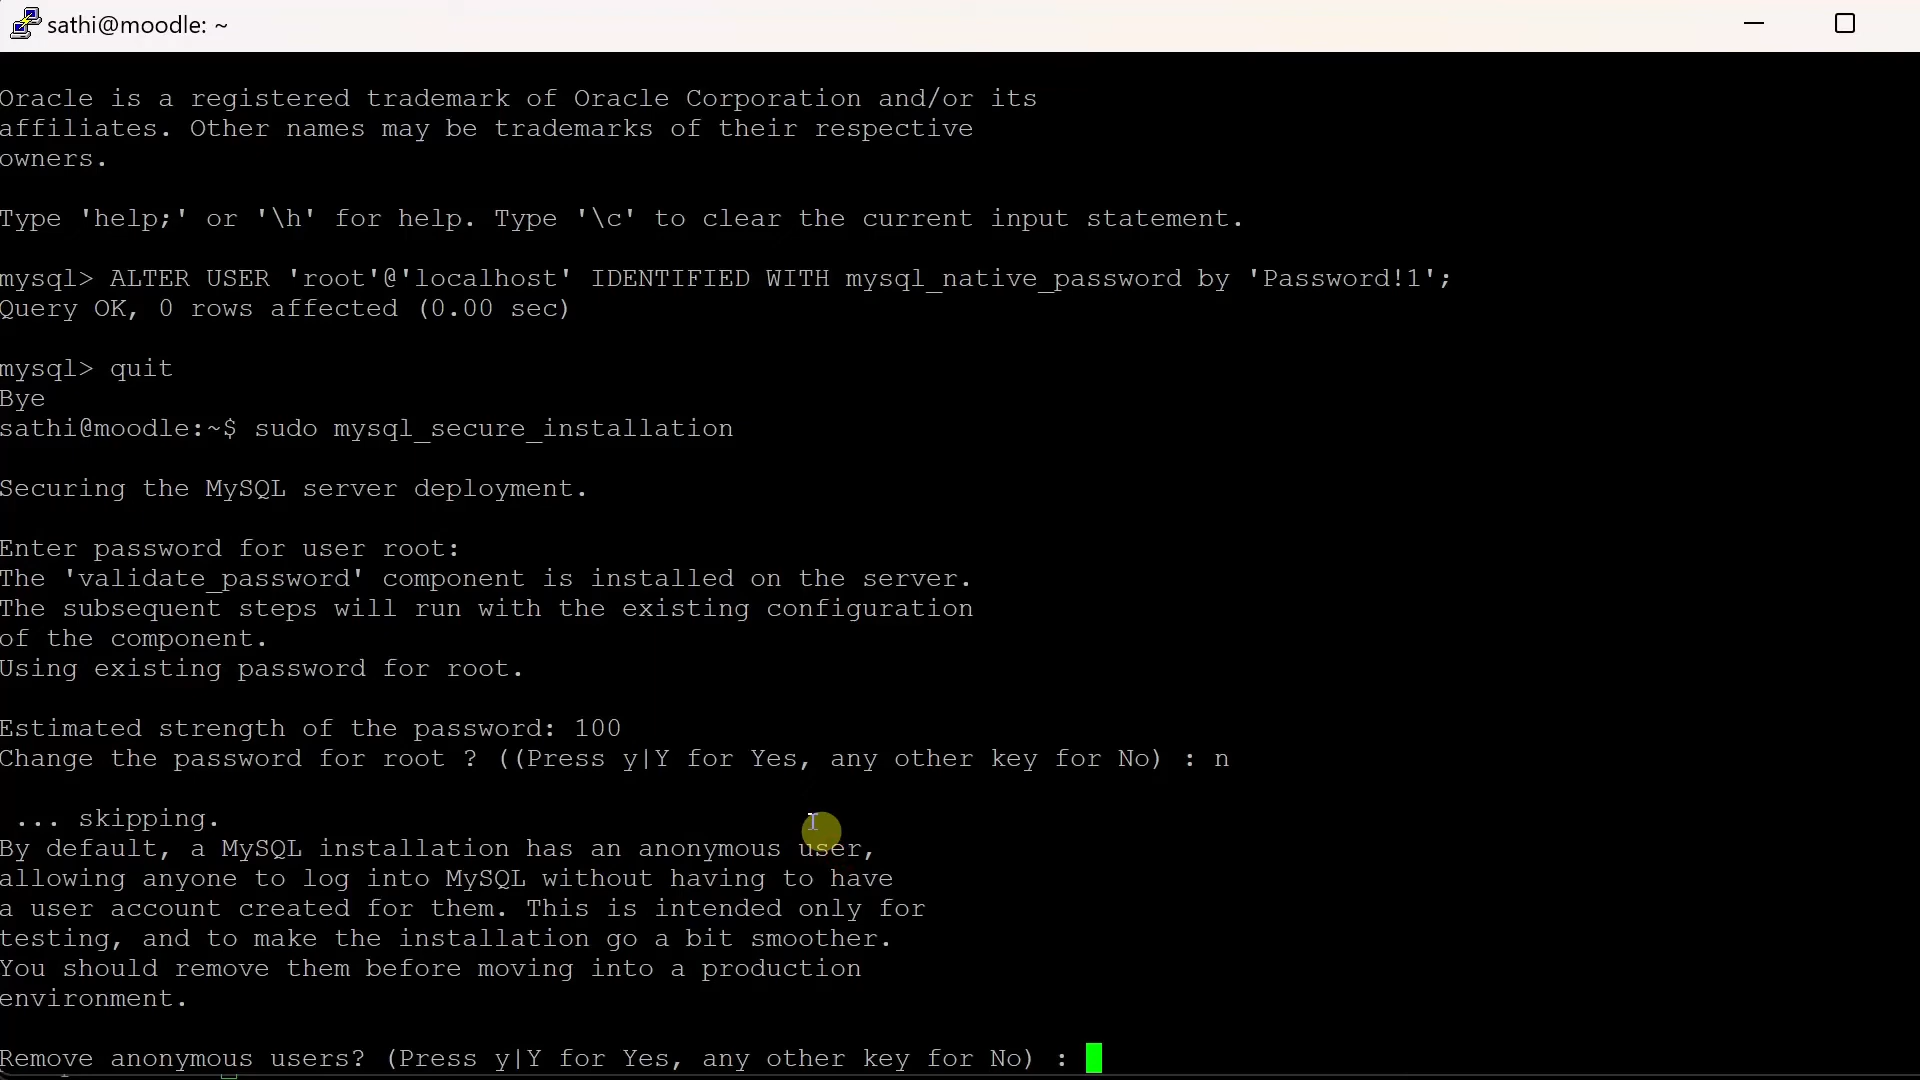 sathi@moodle: ~
Oracle is a registered trademark of Oracle Corporation and/or its
affiliates. Other names may be trademarks of their respective
owners.
Type 'help;' or '\h' for help. Type '\c' to clear the current input statement.
mysql> ALTER USER 'root'@'localhost' IDENTIFIED WITH mysql_native_password by 'Password!1';
Query OK, 0 rows affected (0.00 sec)
mysql> quit
Bye
sathi@moodle:~$ sudo mysql_secure_installation
Securing the MySQL server deployment.
Enter password for user root:
The 'validate_password' component is installed on the server.
The subsequent steps will run with the existing configuration
of the component.
Using existing password for root.
Estimated strength of the password: 100
Change the password for root ? ((Press y|Y for Yes, any other key for No) : n
... skipping.
By default, a MySQL installation has an anonymous user,
allowing anyone to log into MySQL without having to have
a user account created for them. This is intended only for
testing, and to make the installation go a bit smoother.
You should remove them before moving into a production
environment.
Remove anonymous users? (Press y|Y for Yes, any other key for No) :